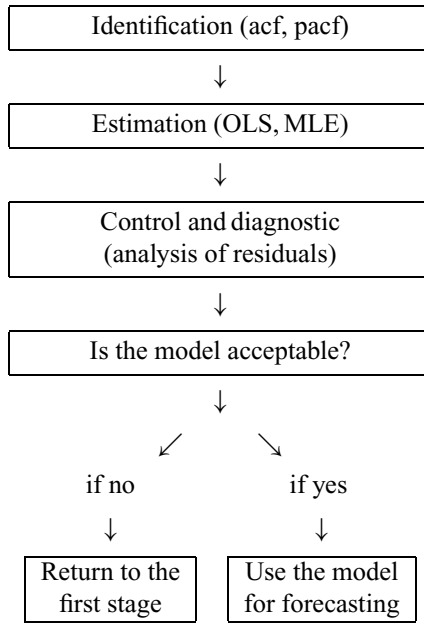 Identification (acf, pacf)
↓
Estimation (OLS, MLE)
↓
Control and diagnostic
(analysis of residuals)
↓
Is the model acceptable?
↓
↙ ↘
if no if yes
↓ ↓
Return to the
first stage
Use the model
for forecasting